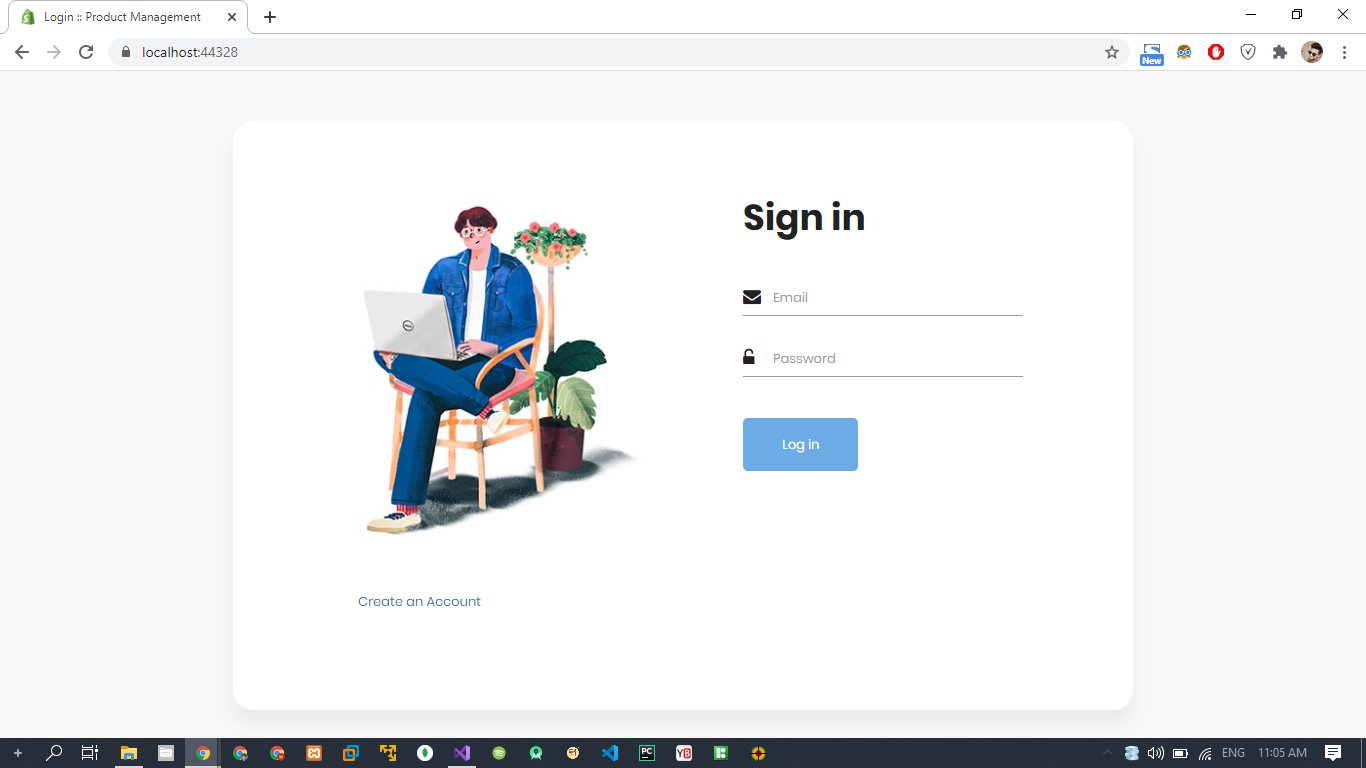 Login :: Product Management
localhost:44328
New
Sign in
Email
Password
Log in
Create an Account
PC
YB
ENG
11:05 AM